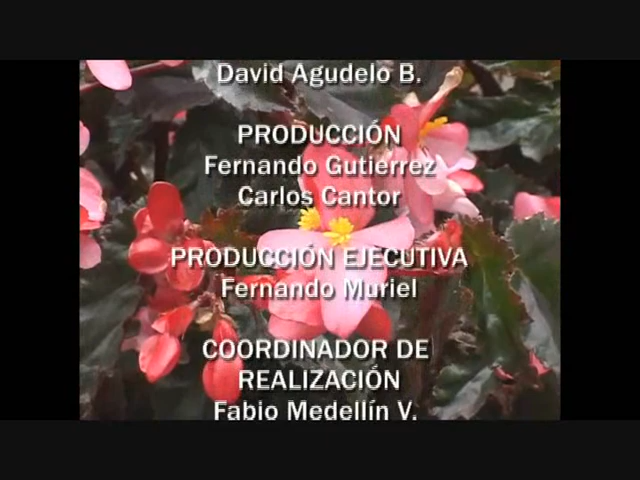 David Agudelo B.
PRODUCCIÓN
Fernando Gutierrez
Carlos Cantor
PRODUCCIÓN EJECUTIVA
Fernando Muriel
COORDINADOR DE
REALIZACIÓN
Fabio Medellín V.